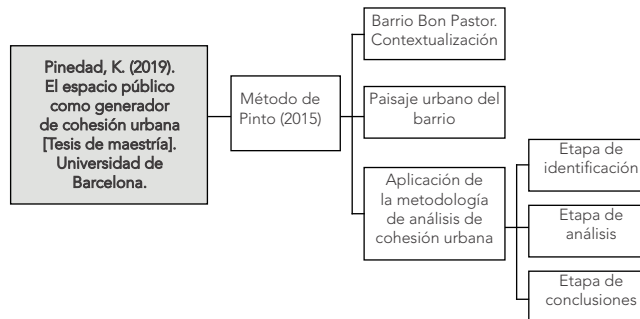 Pinedad, K. (2019).
El espacio público
como generador
de cohesión urbana
[Tesis de maestría].
Universidad de
Barcelona.
Método de
Pinto (2015)
Barrio Bon Pastor.
Contextualización
Paisaje urbano del
barrio
Aplicación de
la metodología
de análisis de
cohesión urbana
Etapa de
identificación
Etapa de
análisis
Etapa de
conclusiones